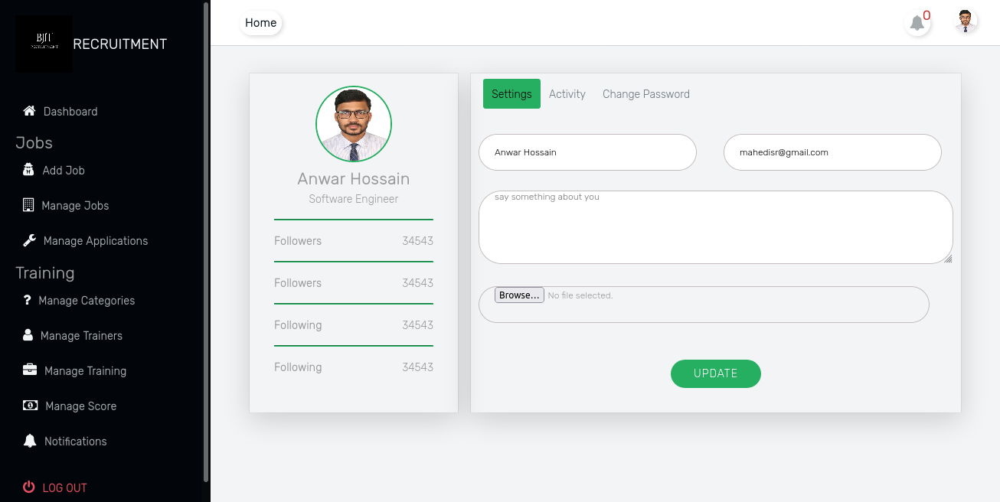 BJIT
RECRUITMENT
RECRUITMENT
Dashboard
Jobs
Add Job
Manage Jobs
Manage Applications
Training
Manage Categories
Manage Trainers
Manage Training
Manage Score
Notifications
LOG OUT
Home
0
Anwar Hossain
Software Engineer
Followers 34543
Followers 34543
Following 34543
Following 34543
Settings Activity Change Password
Anwar Hossain mahedisr@gmail.com
say something about you
Browse... No file selected.
UPDATE